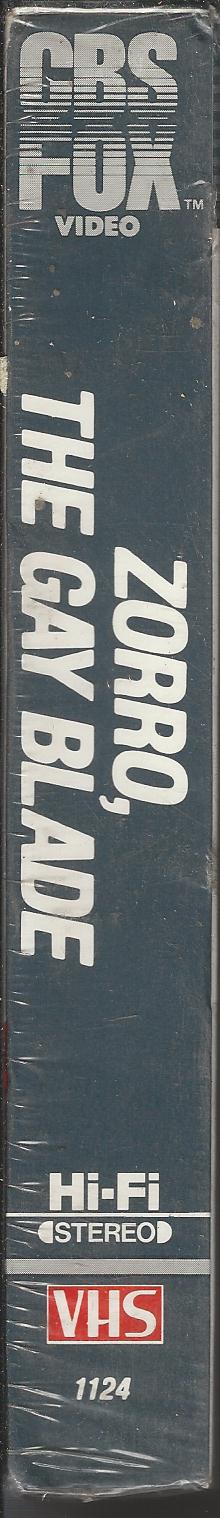 CBS
FOX
TM
VIDEO
ZORRO,
THE GAY BLADE
Hi-Fi
STEREO
VHS
1124